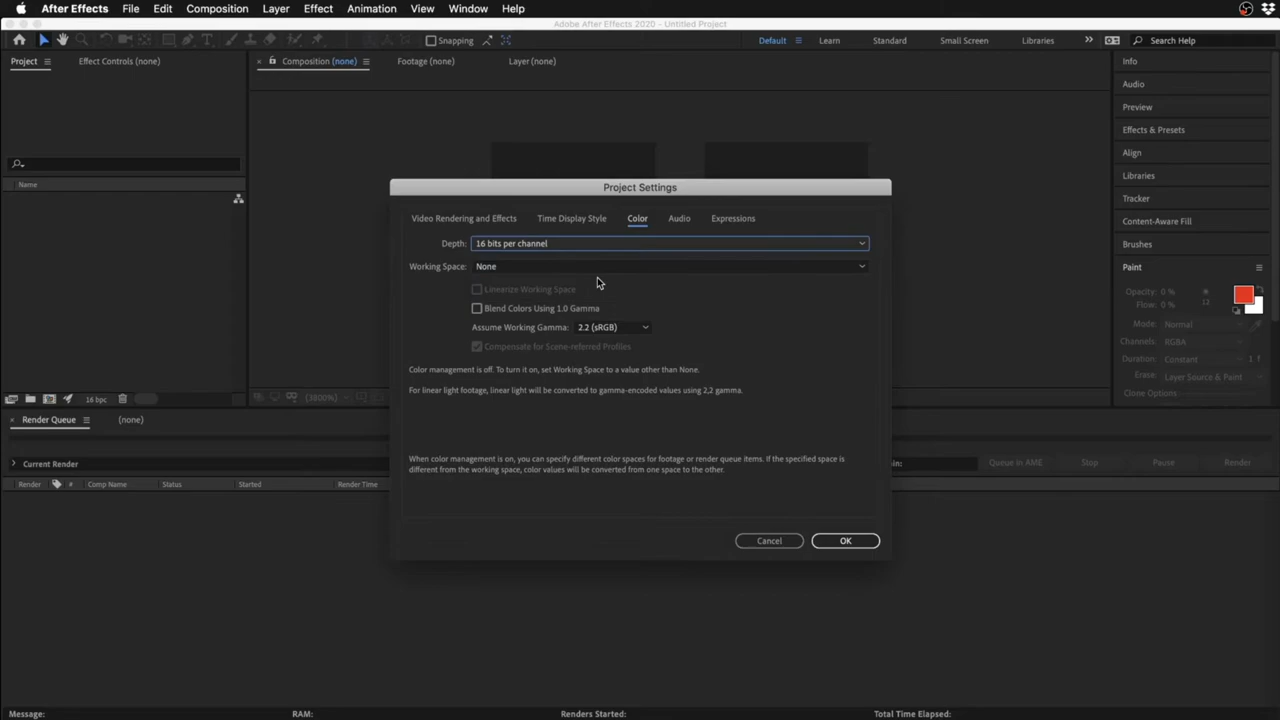 After Effects File Edit Composition Layer Effect Animation View Window Help
Adobe After Effects 2020 - Untitled Project
Snapping Default Learn Standard Small Screen Libraries Search Help
Project Effect Controls (none) Composition (none) Footage (none) Layer (none) Info
Audio
Preview
Effects & Presets
Align
Libraries
Name
Tracker
Content-Aware Fill
Brushes
Paint
Opacity: 0 %
Flow: 0 %
12
Mode: Normal
Channels: RGBA
Duration: Constant 1 f
Erase: Layer Source & Paint
Clone Options
Project Settings
Video Rendering and Effects Time Display Style Color Audio Expressions
Depth: 16 bits per channel
Working Space: None
Linearize Working Space
Blend Colors Using 1.0 Gamma
Assume Working Gamma: 2.2 (sRGB)
Compensate for Scene-referred Profiles
Color management is off. To turn it on, set Working Space to a value other than None.
For linear light footage, linear light will be converted to gamma-encoded values using 2.2 gamma.
When color management is on, you can specify different color spaces for footage or render queue items. If the specified space is
different from the working space, color values will be converted from one space to the other.
Cancel OK
16 bpc (3800%)
Render Queue (none)
Current Render Queue in AME Stop Pause Render
Render # Comp Name Status Started Render Time
Message: RAM: Renders Started: Total Time Elapsed: